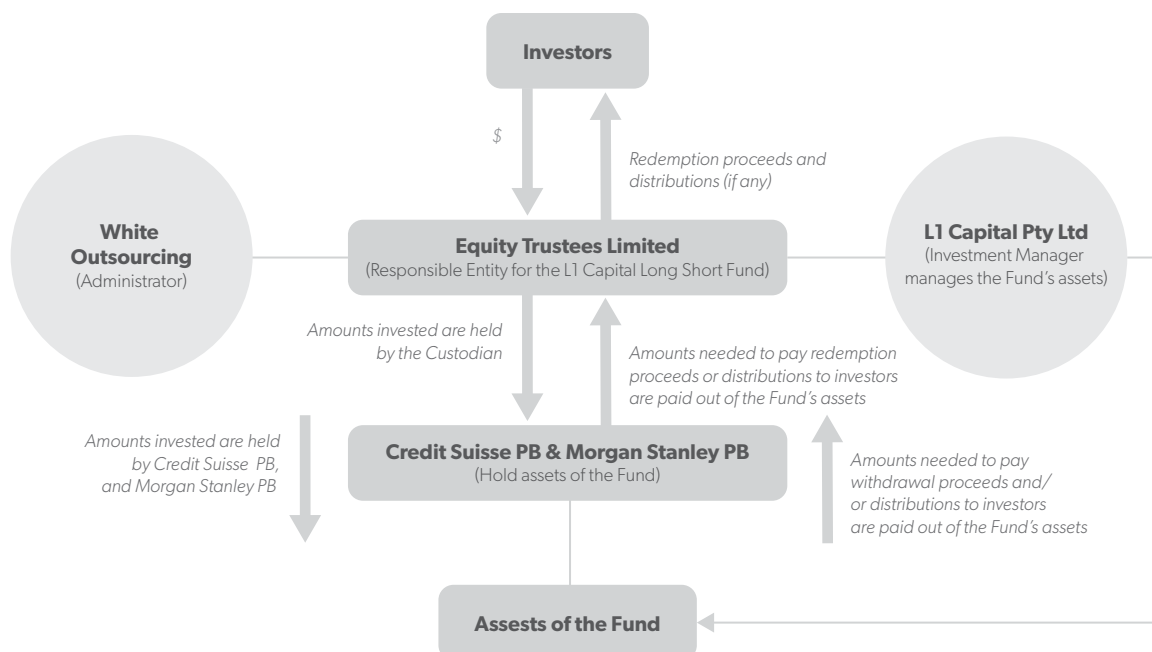 Investors
$
Redemption proceeds and
distributions (if any)
White
Outsourcing
(Administrator)
Equity Trustees Limited
(Responsible Entity for the L1 Capital Long Short Fund)
L1 Capital Pty Ltd
(Investment Manager
manages the Fund’s assets)
Amounts invested are held
by the Custodian
Amounts needed to pay redemption
proceeds or distributions to investors
are paid out of the Fund’s assets
Amounts invested are held
by Credit Suisse PB,
and Morgan Stanley PB
Credit Suisse PB & Morgan Stanley PB
(Hold assets of the Fund)
Amounts needed to pay
withdrawal proceeds and/
or distributions to investors
are paid out of the Fund’s assets
Assests of the Fund